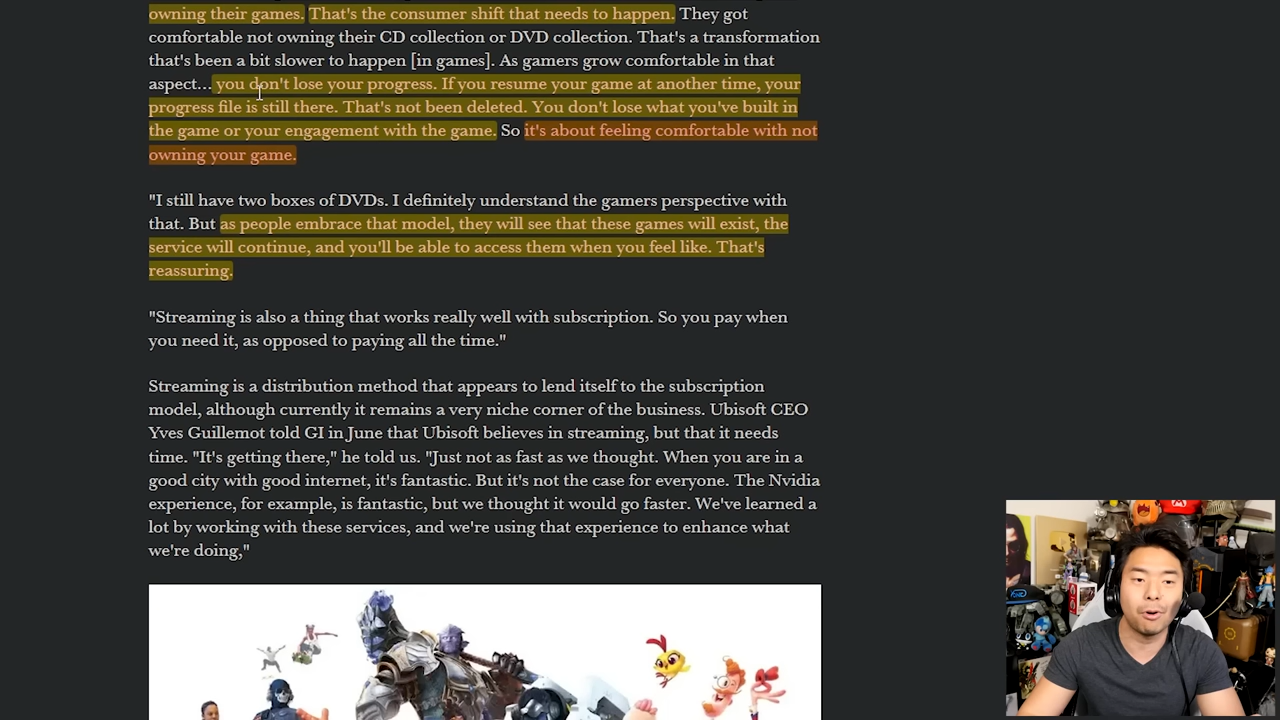 owning their games. That's the consumer shift that needs to happen. They got
comfortable not owning their CD collection or DVD collection. That's a transformation
that's been a bit slower to happen [in games]. As gamers grow comfortable in that
aspect... you don't lose your progress. If you resume your game at another time, your
progress file is still there. That's not been deleted. You don't lose what you've built in
the game or your engagement with the game. So it's about feeling comfortable with not
owning your game.
"I still have two boxes of DVDs. I definitely understand the gamers perspective with
that. But as people embrace that model, they will see that these games will exist, the
service will continue, and you'll be able to access them when you feel like. That's
reassuring.
"Streaming is also a thing that works really well with subscription. So you pay when
you need it, as opposed to paying all the time."
Streaming is a distribution method that appears to lend itself to the subscription
model, although currently it remains a very niche corner of the business. Ubisoft CEO
Yves Guillemot told GI in June that Ubisoft believes in streaming, but that it needs
time. "It's getting there," he told us. "Just not as fast as we thought. When you are in a
good city with good internet, it's fantastic. But it's not the case for everyone. The Nvidia
experience, for example, is fantastic, but we thought it would go faster. We've learned a
lot by working with these services, and we're using that experience to enhance what
we're doing,"